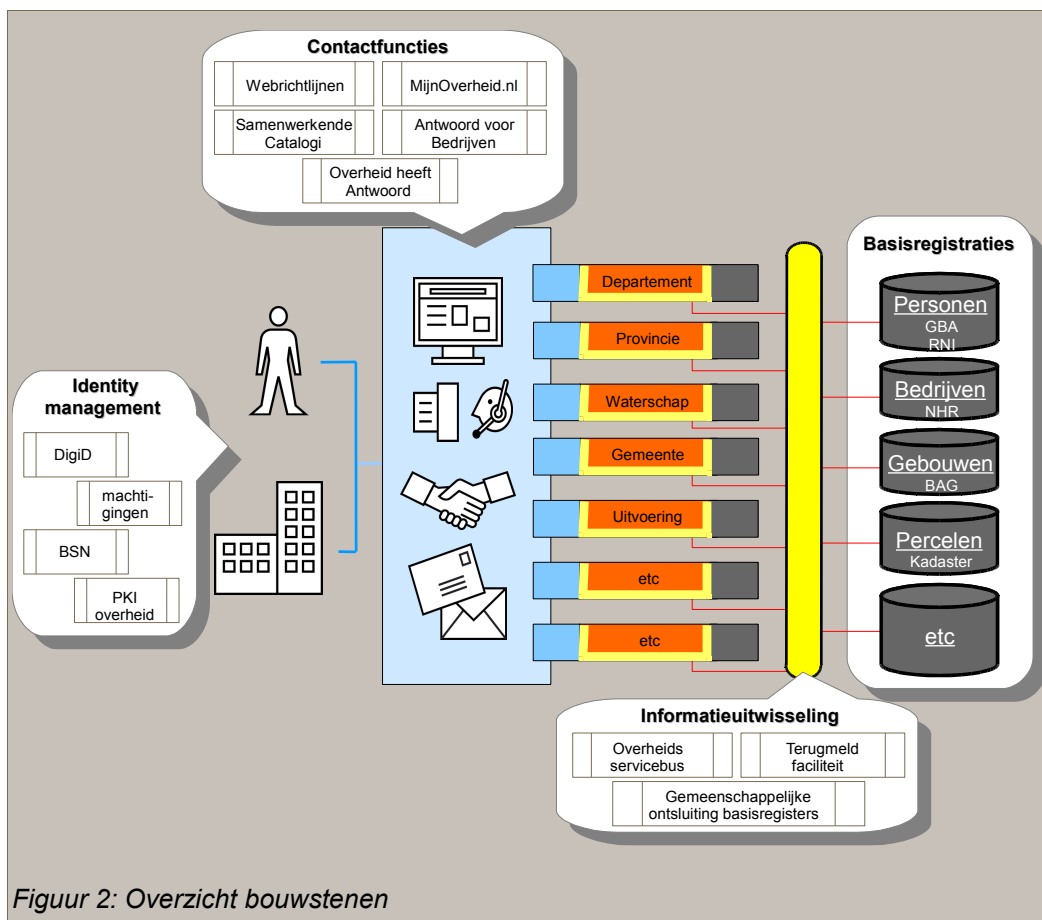 Contactfuncties
Webrichtlijnen
MijnOverheid.nl
Samenwerkende
Catalogi
Antwoord voor
Bedrijven
Overheid heeft
Antwoord
Identity
management
DigiD
machti-
gingen
BSN
PKI
overheid
Departement
Provincie
Waterschap
Gemeente
Uitvoering
etc
etc
Basisregistraties
Personen
GBA
RNI
Bedrijven
NHR
Gebouwen
BAG
Percelen
Kadaster
etc
Informatieuitwisseling
Overheids
servicebus
Terugmeld
faciliteit
Gemeenschappelijke
ontsluiting basisregisters
Figuur 2: Overzicht bouwstenen